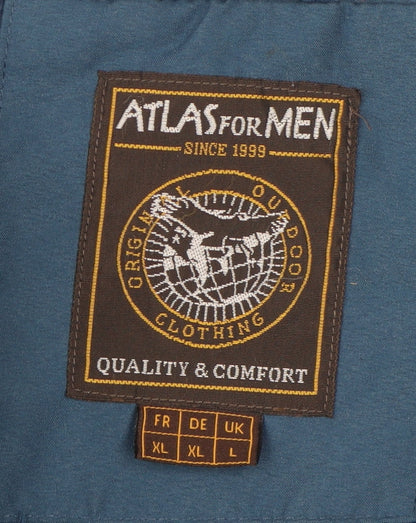 ATLAS FOR MEN
SINCE 1999
ORIGINAL OUTDOOR
CLOTHING
QUALITY & COMFORT
FR DE UK
XL XL L